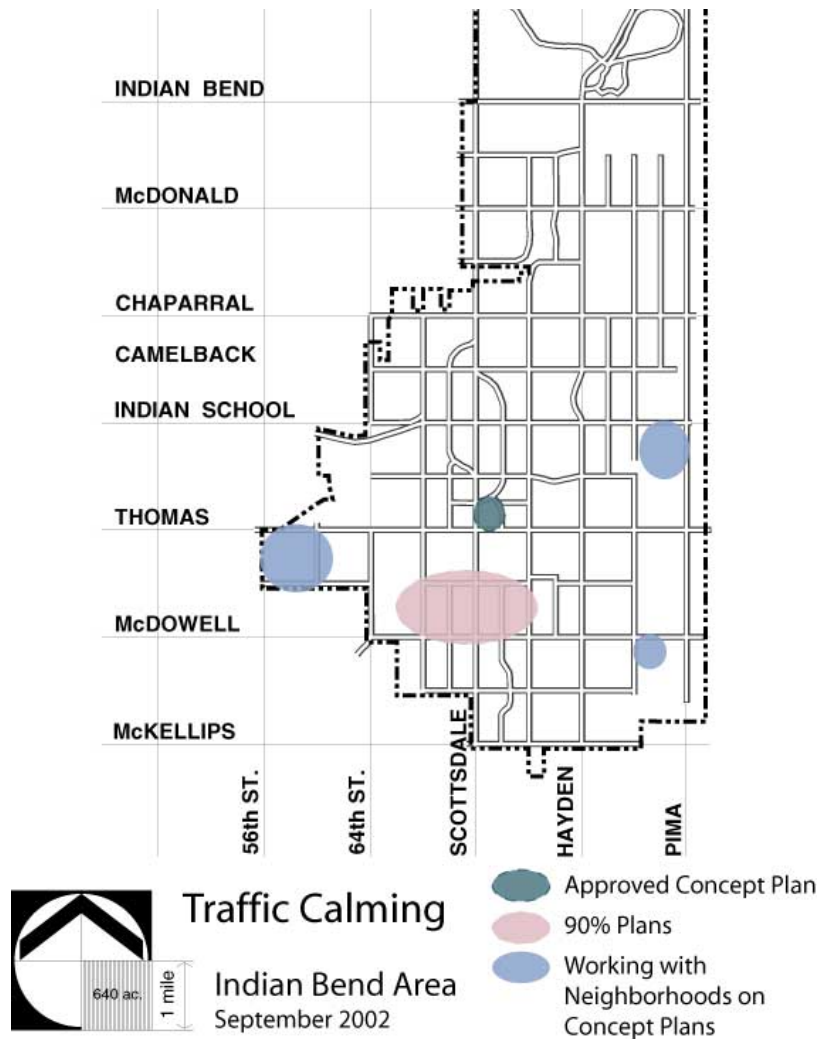 INDIAN BEND
McDONALD
CHAPARRAL
CAMELBACK
INDIAN SCHOOL
THOMAS
McDOWELL
McKELLIPS
56th ST.
64th ST.
SCOTTSDALE
HAYDEN
PIMA
Traffic Calming
Indian Bend Area
September 2002
640 ac.
1 mile
Approved Concept Plan
90% Plans
Working with
Neighborhoods on
Concept Plans